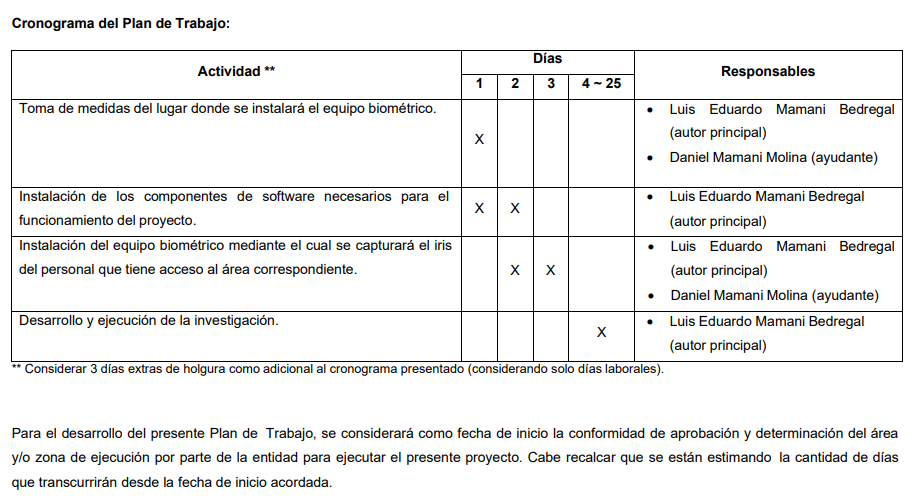 Cronograma del Plan de Trabajo:
Actividad **
Días
Responsables
1 2 3 4 ~ 25
Toma de medidas del lugar donde se instalará el equipo biométrico.
X
• Luis Eduardo Mamani Bedregal
(autor principal)
• Daniel Mamani Molina (ayudante)
Instalación de los componentes de software necesarios para el
funcionamiento del proyecto.
X X
• Luis Eduardo Mamani Bedregal
(autor principal)
Instalación del equipo biométrico mediante el cual se capturará el iris
del personal que tiene acceso al área correspondiente.
X X
• Luis Eduardo Mamani Bedregal
(autor principal)
• Daniel Mamani Molina (ayudante)
Desarrollo y ejecución de la investigación.
X
• Luis Eduardo Mamani Bedregal
(autor principal)
** Considerar 3 días extras de holgura como adicional al cronograma presentado (considerando solo días laborales).
Para el desarrollo del presente Plan de Trabajo, se considerará como fecha de inicio la conformidad de aprobación y determinación del área
y/o zona de ejecución por parte de la entidad para ejecutar el presente proyecto. Cabe recalcar que se están estimando la cantidad de días
que transcurrirán desde la fecha de inicio acordada.